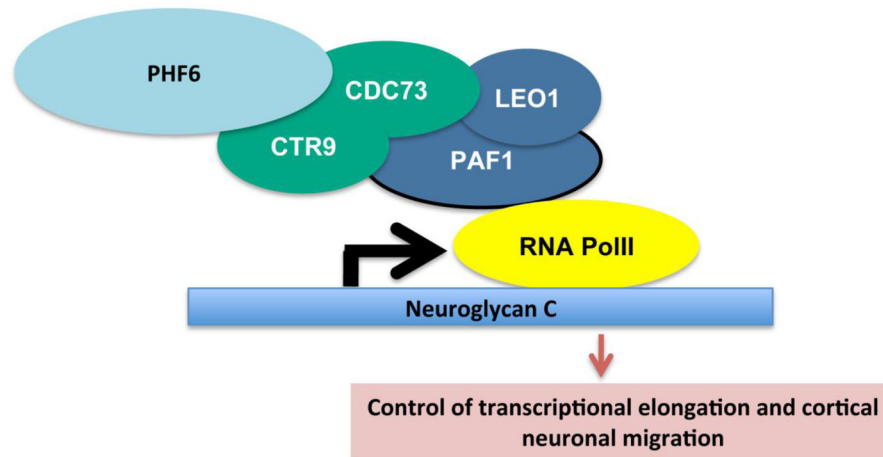 PHF6
CDC73
LEO1
CTR9
PAF1
RNA PolII
Neuroglycan C
Control of transcriptional elongation and cortical
neuronal migration